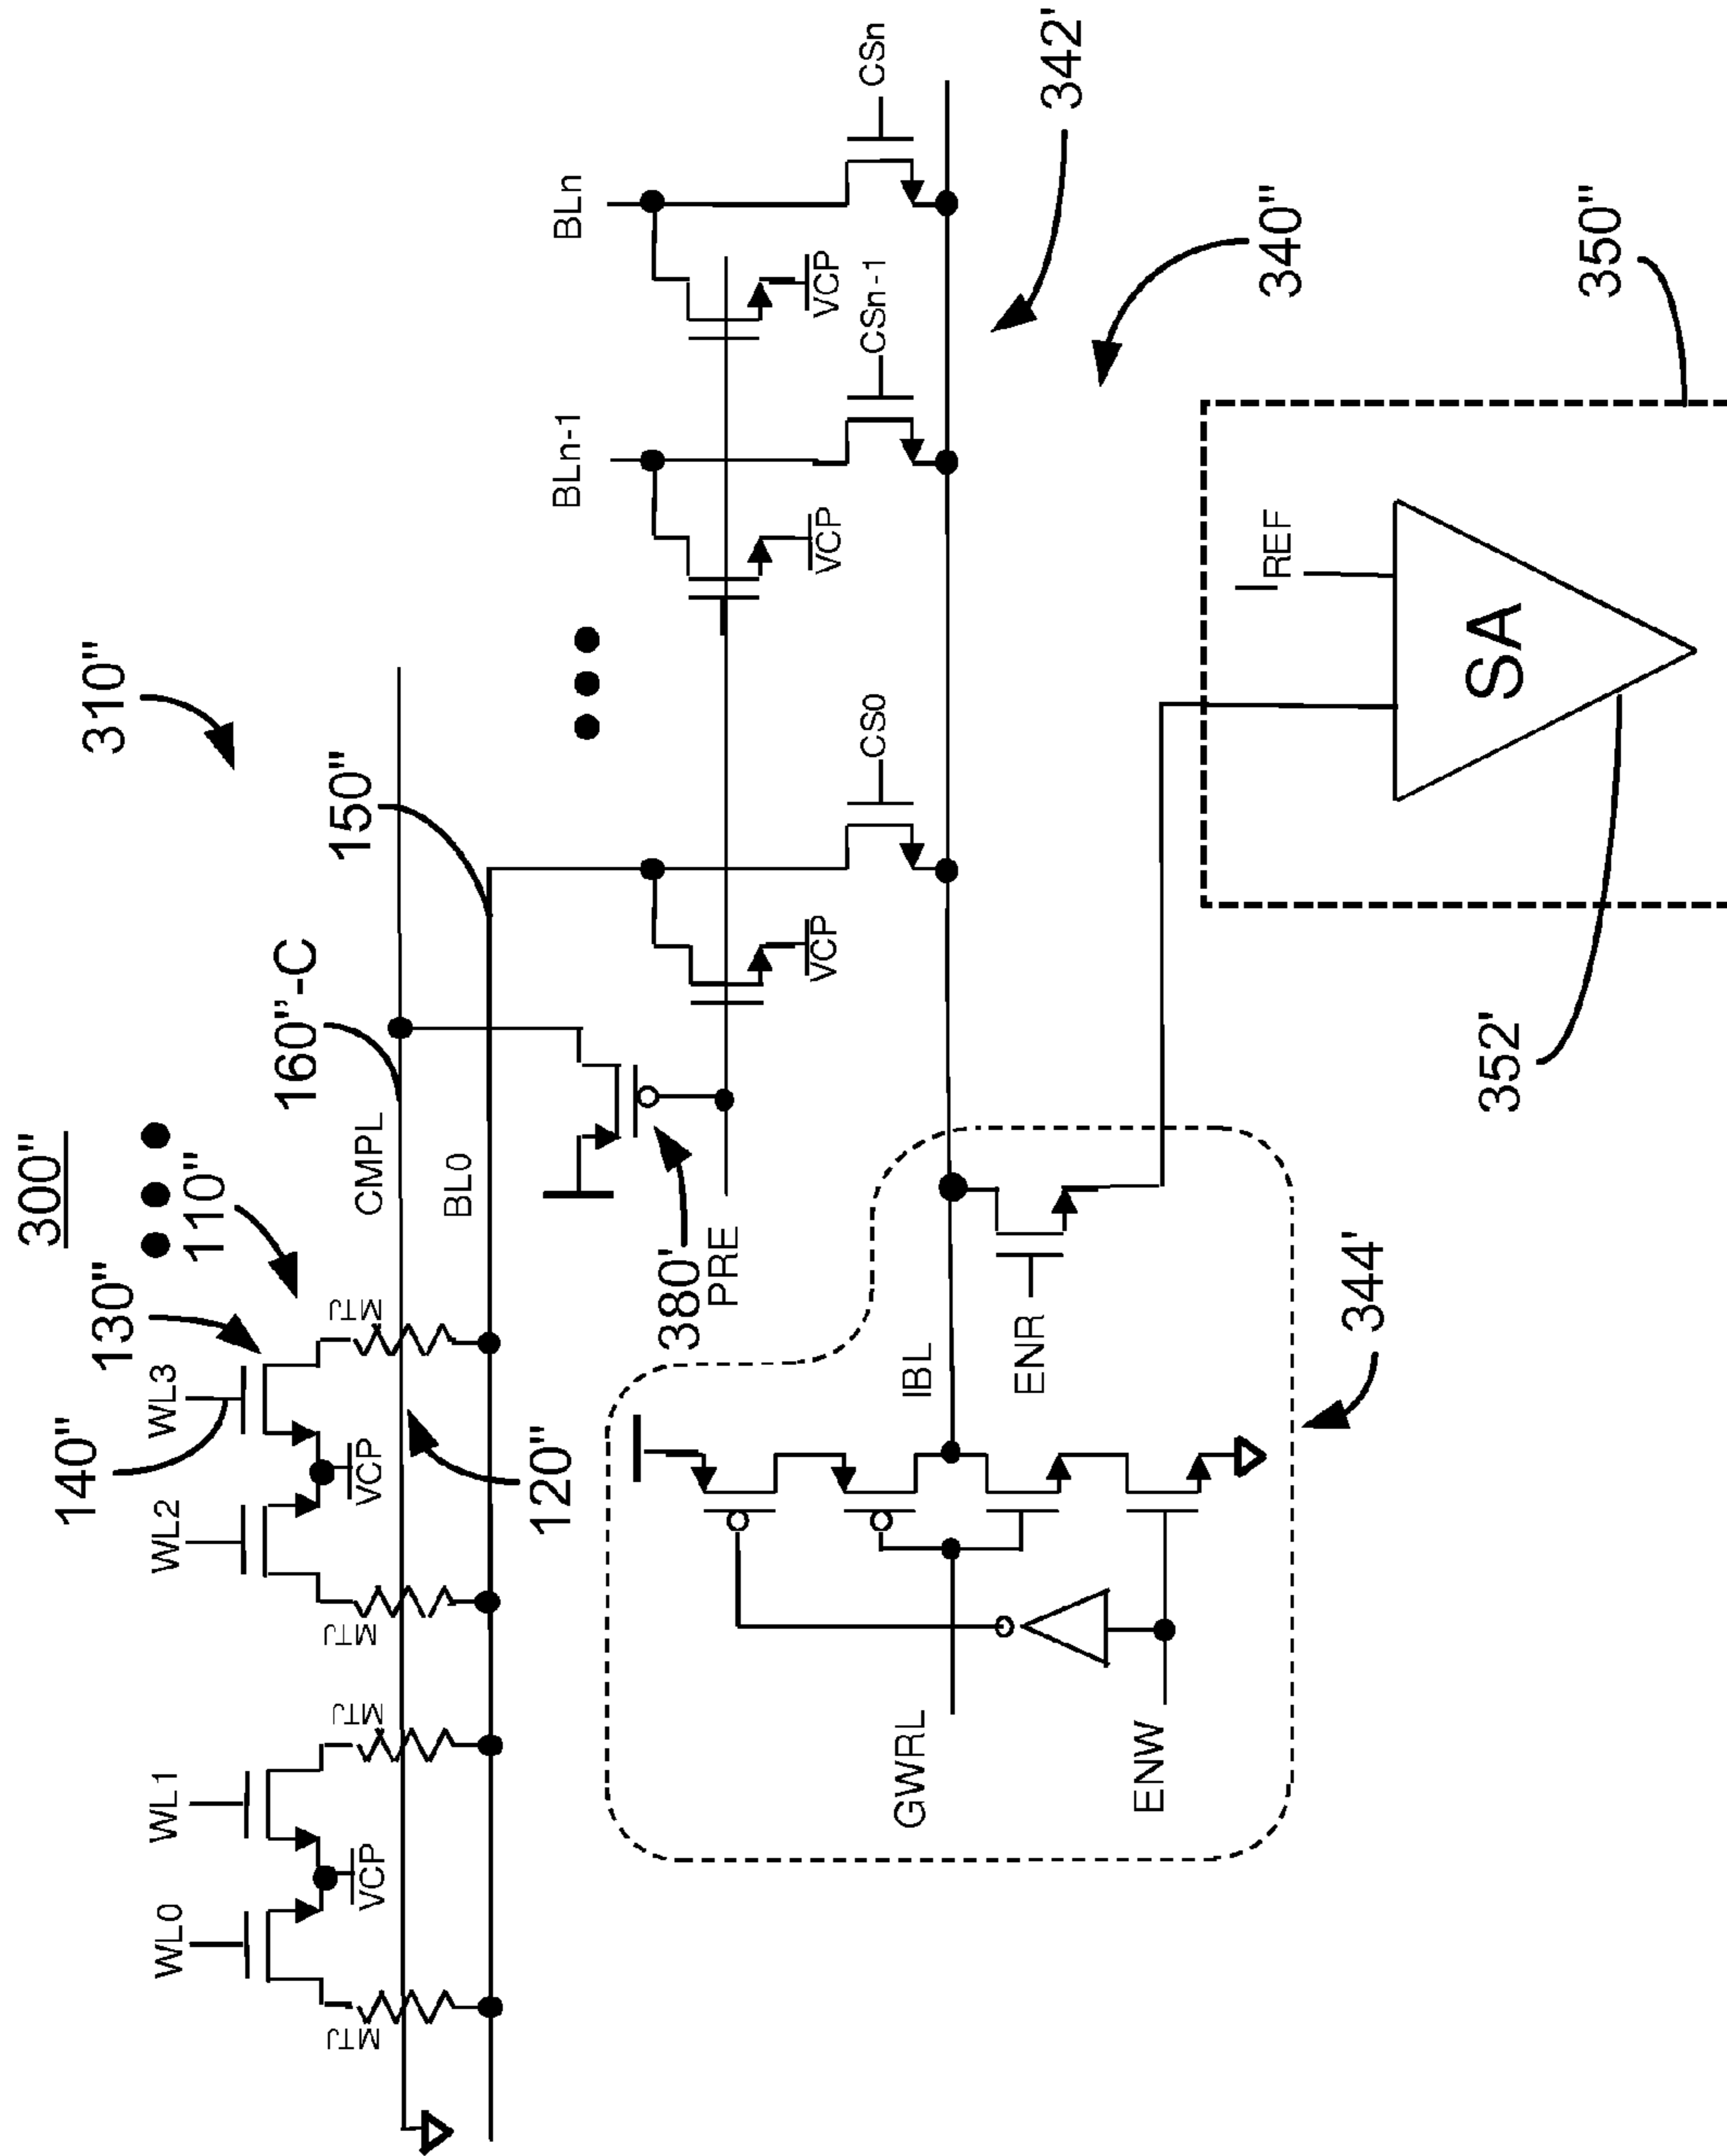 300"
310"
140"
130"
110"
WL0
WL1
WL2
WL3
VCP
VCP
MTJ
MTJ
MTJ
MTJ
160"-C
150"
CMPL
BL0
120"
380'
PRE
VCP
BLn-1
BLn
VCP
VCP
CS0
CSn-1
CSn
342'
340"
GWRL
IBL
ENR
ENW
344'
IREF
SA
350"
352'